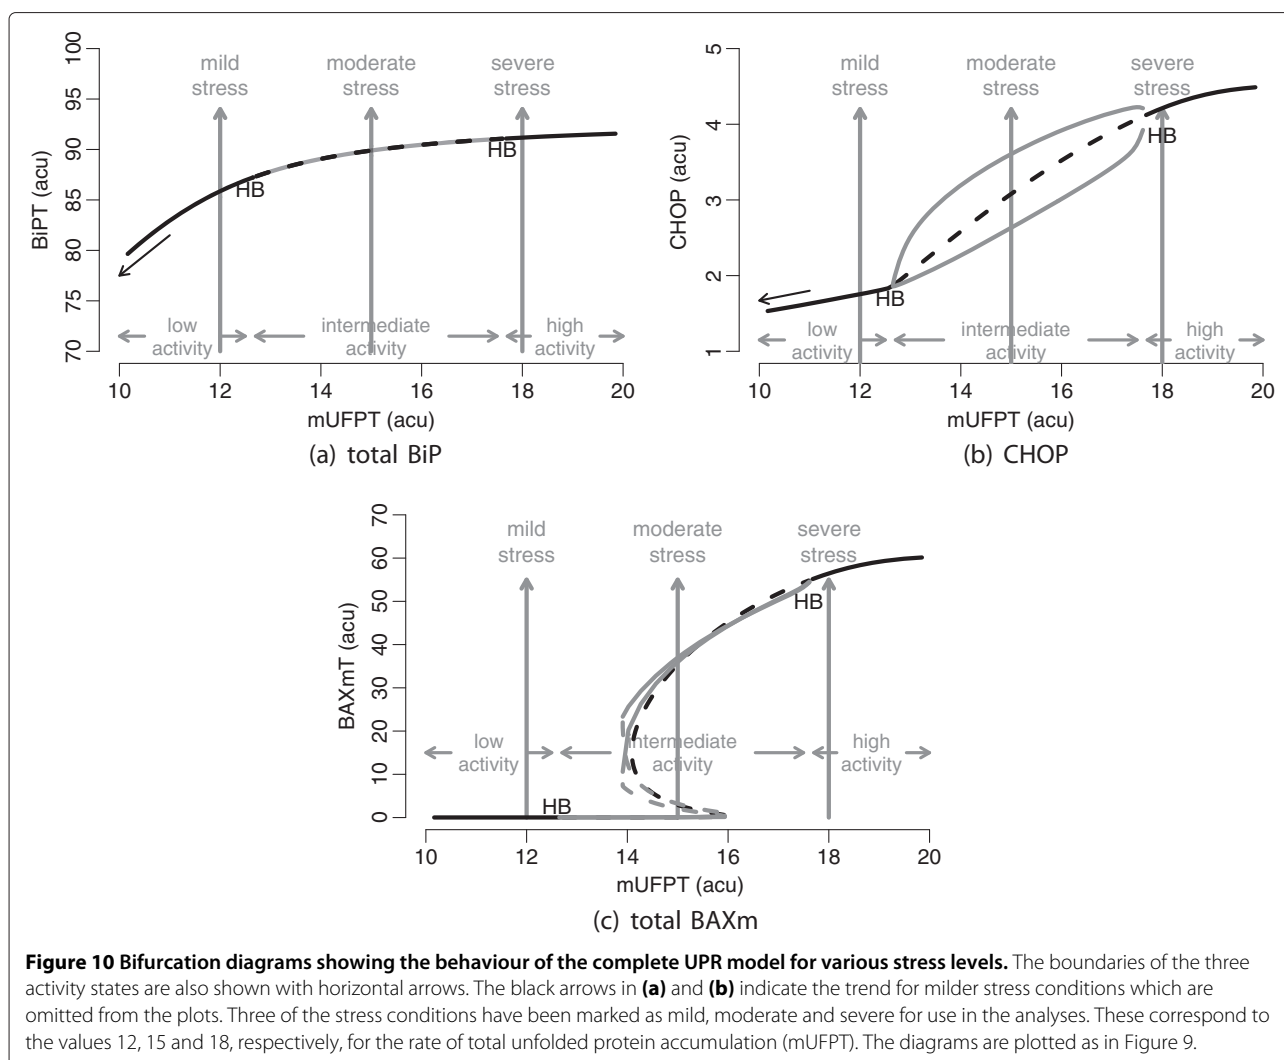 mild
stress
moderate
stress
severe
stress
BiPT (acu)
100
95
90
85
80
75
70
HB
HB
low
activity
intermediate
activity
high
activity
10 12 14 16 18 20
mUFPT (acu)
(a) total BiP
mild
stress
moderate
stress
severe
stress
CHOP (acu)
5
4
3
2
1
HB
HB
low
activity
intermediate
activity
high
activity
10 12 14 16 18 20
mUFPT (acu)
(b) CHOP
mild
stress
moderate
stress
severe
stress
BAXmT (acu)
70
60
50
40
30
20
10
0
HB
HB
low
activity
intermediate
activity
high
activity
10 12 14 16 18 20
mUFPT (acu)
(c) total BAXm
Figure 10 Bifurcation diagrams showing the behaviour of the complete UPR model for various stress levels. The boundaries of the three
activity states are also shown with horizontal arrows. The black arrows in (a) and (b) indicate the trend for milder stress conditions which are
omitted from the plots. Three of the stress conditions have been marked as mild, moderate and severe for use in the analyses. These correspond to
the values 12, 15 and 18, respectively, for the rate of total unfolded protein accumulation (mUFPT). The diagrams are plotted as in Figure 9.